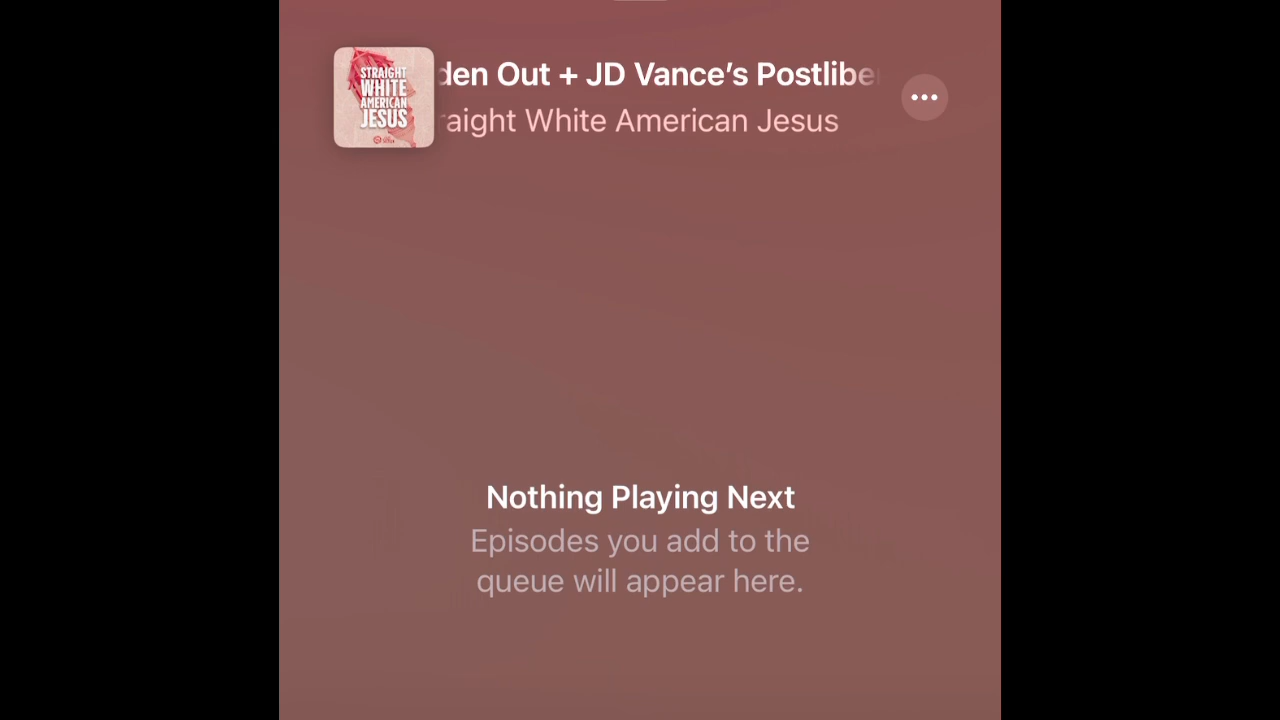 STRAIGHT
WHITE
AMERICAN
JESUS
den Out + JD Vance’s Postlibe
raight White American Jesus
Nothing Playing Next
Episodes you add to the
queue will appear here.